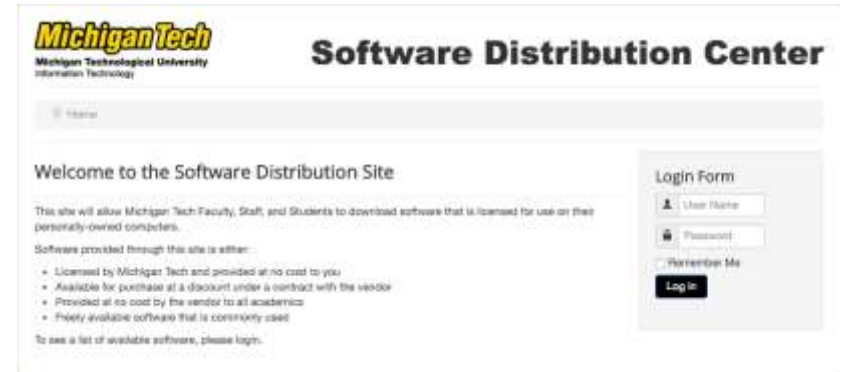 Michigan Tech
Michigan Technological University
Information Technology
Software Distribution Center
Home
Welcome to the Software Distribution Site
This site will allow Michigan Tech Faculty, Staff, and Students to download software that is licensed for use on their
personally-owned computers.
Software provided through this site is either:
• Licensed by Michigan Tech and provided at no cost to you
• Available for purchase at a discount under a contract with the vendor
• Provided at no cost by the vendor to all academics
• Freely available software that is commonly used
To see a list of available software, please login.
Login Form
User Name
Password
Remember Me
Log in